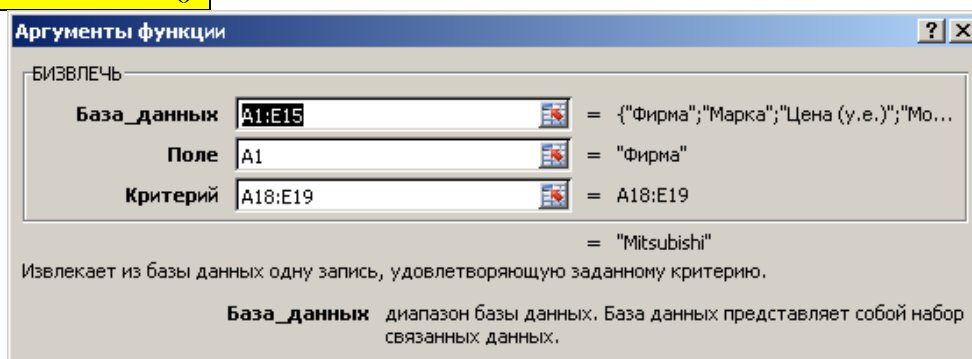 Аргументы функции
БИЗВЛЕЧЬ
База_данных A1:E15 = {"Фирма";"Марка";"Цена (у.е.)";"Мо...
Поле A1 = "Фирма"
Критерий A18:E19 = A18:E19
= "Mitsubishi"
Извлекает из базы данных одну запись, удовлетворяющую заданному критерию.
База_данных диапазон базы данных. База данных представляет собой набор
связанных данных.